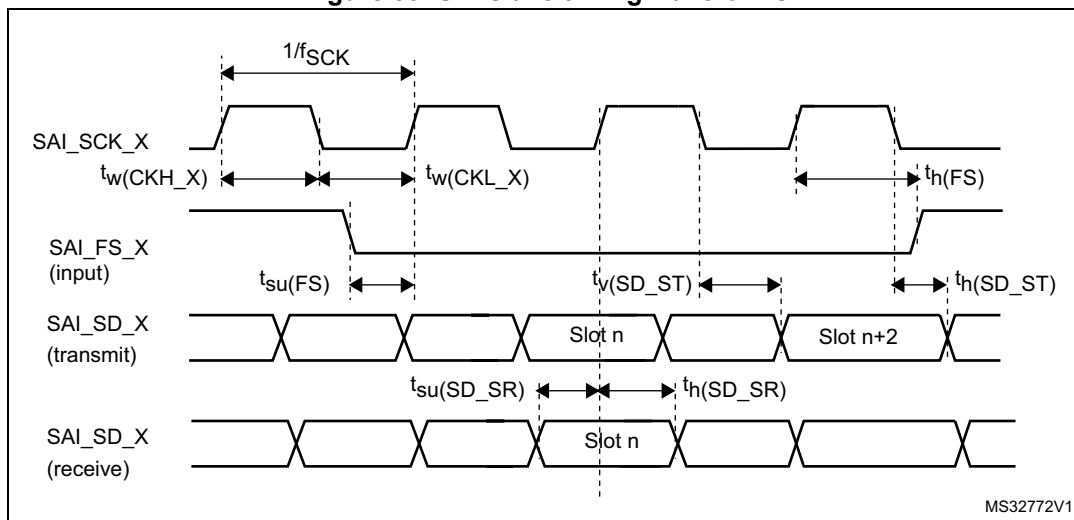 1/fSCK
SAI_SCK_X
tw(CKH_X)
tw(CKL_X)
th(FS)
SAI_FS_X
(input)
tsu(FS)
tv(SD_ST)
th(SD_ST)
SAI_SD_X
(transmit)
Slot n
Slot n+2
tsu(SD_SR)
th(SD_SR)
SAI_SD_X
(receive)
Slot n
MS32772V1